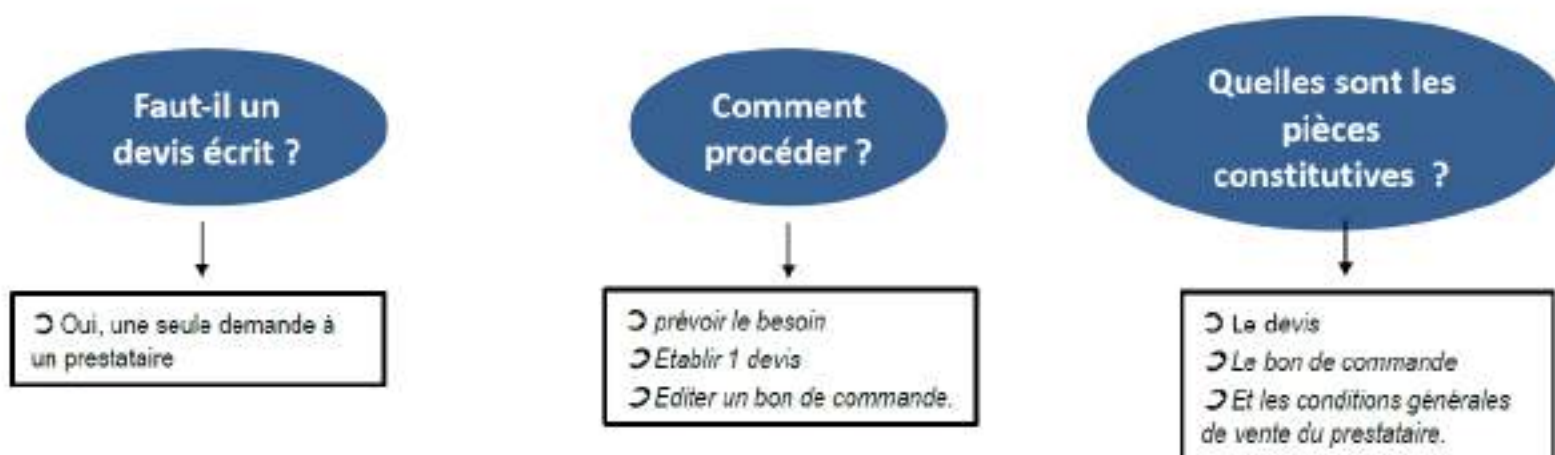 Faut-il un
devis écrit ?
Oui, une seule demande à
un prestataire
Comment
procéder ?
prévoir le besoin
Etablir 1 devis
Editer un bon de commande.
Quelles sont les
pièces
constitutives ?
Le devis
Le bon de commande
Et les conditions générales
de vente du prestataire.